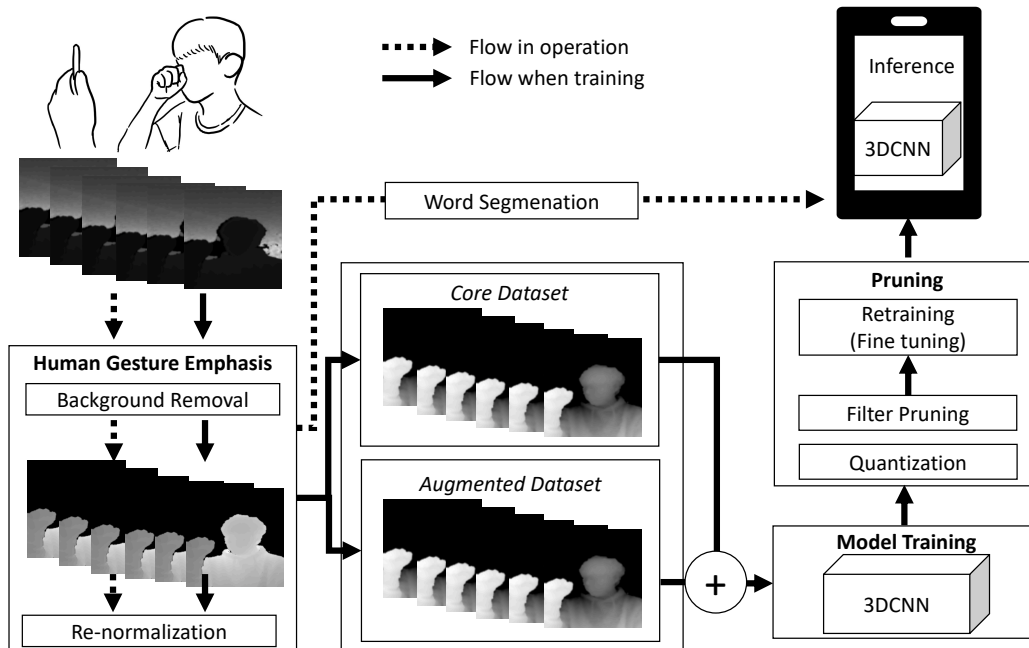 Flow in operation
Flow when training
Inference
3DCNN
Word Segmenation
Human Gesture Emphasis
Background Removal
Re-normalization
Core Dataset
Augmented Dataset
+
Pruning
Retraining
(Fine tuning)
Filter Pruning
Quantization
Model Training
3DCNN